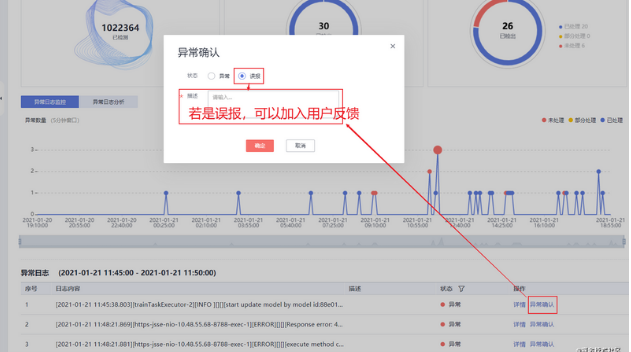 1022364
已检测
30
26
已检出
已处理 20
部分处理 0
未处理 6
异常确认
×
状态
异常
误报
* 描述
请输入...
若是误报，可以加入用户反馈
确定
取消
异常日志监控
异常日志分析
异常数量 (5分钟窗口)
未处理
部分处理
已处理
3
2
1
0
2021-01-20 19:10:00
2021-01-20 20:55:00
2021-01-20 22:40:00
2021-01-21 00:25:00
2021-01-21 02:10:00
2021-01-21 03:55:00
2021-01-21 05:40:00
2021-01-21 07:25:00
2021-01-21 09:10:00
2021-01-21 10:55:00
2021-01-21 12:40:00
2021-01-21 14:25:00
2021-01-21 16:10:00
2021-01-21 18:55:00
异常日志 (2021-01-21 11:45:00 - 2021-01-21 11:50:00)
序号
日志内容
描述
状态
操作
1
[2021-01-21 11:45:38.803][trainTaskExecutor-2][INFO ][][][]start update model by model id:88e01...
异常
详情
异常确认
2
[2021-01-21 11:48:21.869][https-jsse-nio-10.48.55.68-8788-exec-1][ERROR][][][]Response error: 4...
异常
详情
异常确认
3
[2021-01-21 11:48:21.881][https-jsse-nio-10.48.55.68-8788-exec-1][ERROR][][][]execute method c...
异常
详情
异常确认